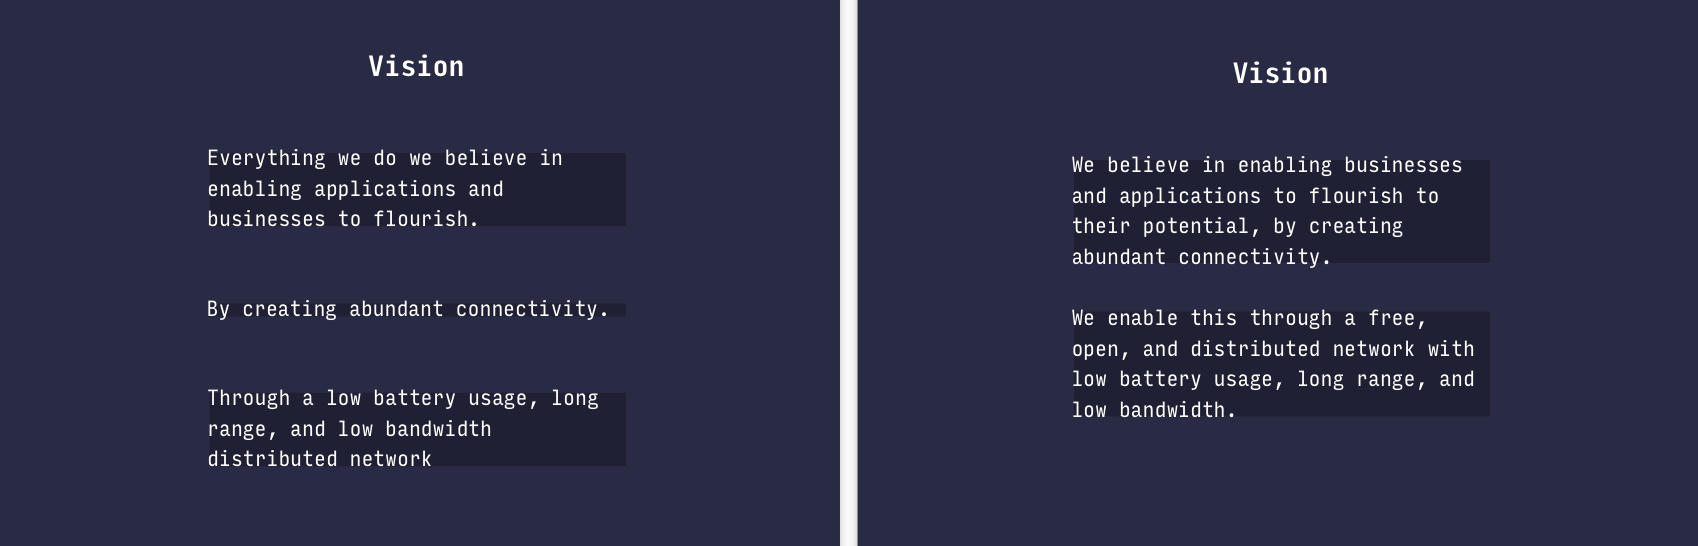 Vision
Everything we do we believe in
enabling applications and
businesses to flourish.
By creating abundant connectivity.
Through a low battery usage, long
range, and low bandwidth
distributed network
Vision
We believe in enabling businesses
and applications to flourish to
their potential, by creating
abundant connectivity.
We enable this through a free,
open, and distributed network with
low battery usage, long range, and
low bandwidth.